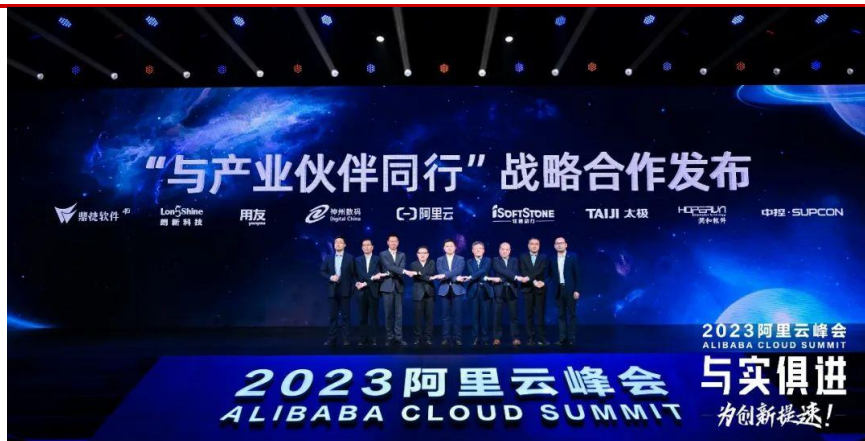 “与产业伙伴同行”战略合作发布
鼎捷软件
LongShine
朗新科技
用友
yonyou
神州数码
Digital China
阿里云
iSOFTSTONE
软通动力
TAIJI 太极
HOPERUN
润和软件
中控·SUPCON
2023阿里云峰会
ALIBABA CLOUD SUMMIT
2023阿里云峰会
ALIBABA CLOUD SUMMIT
与实俱进
为创新提速!